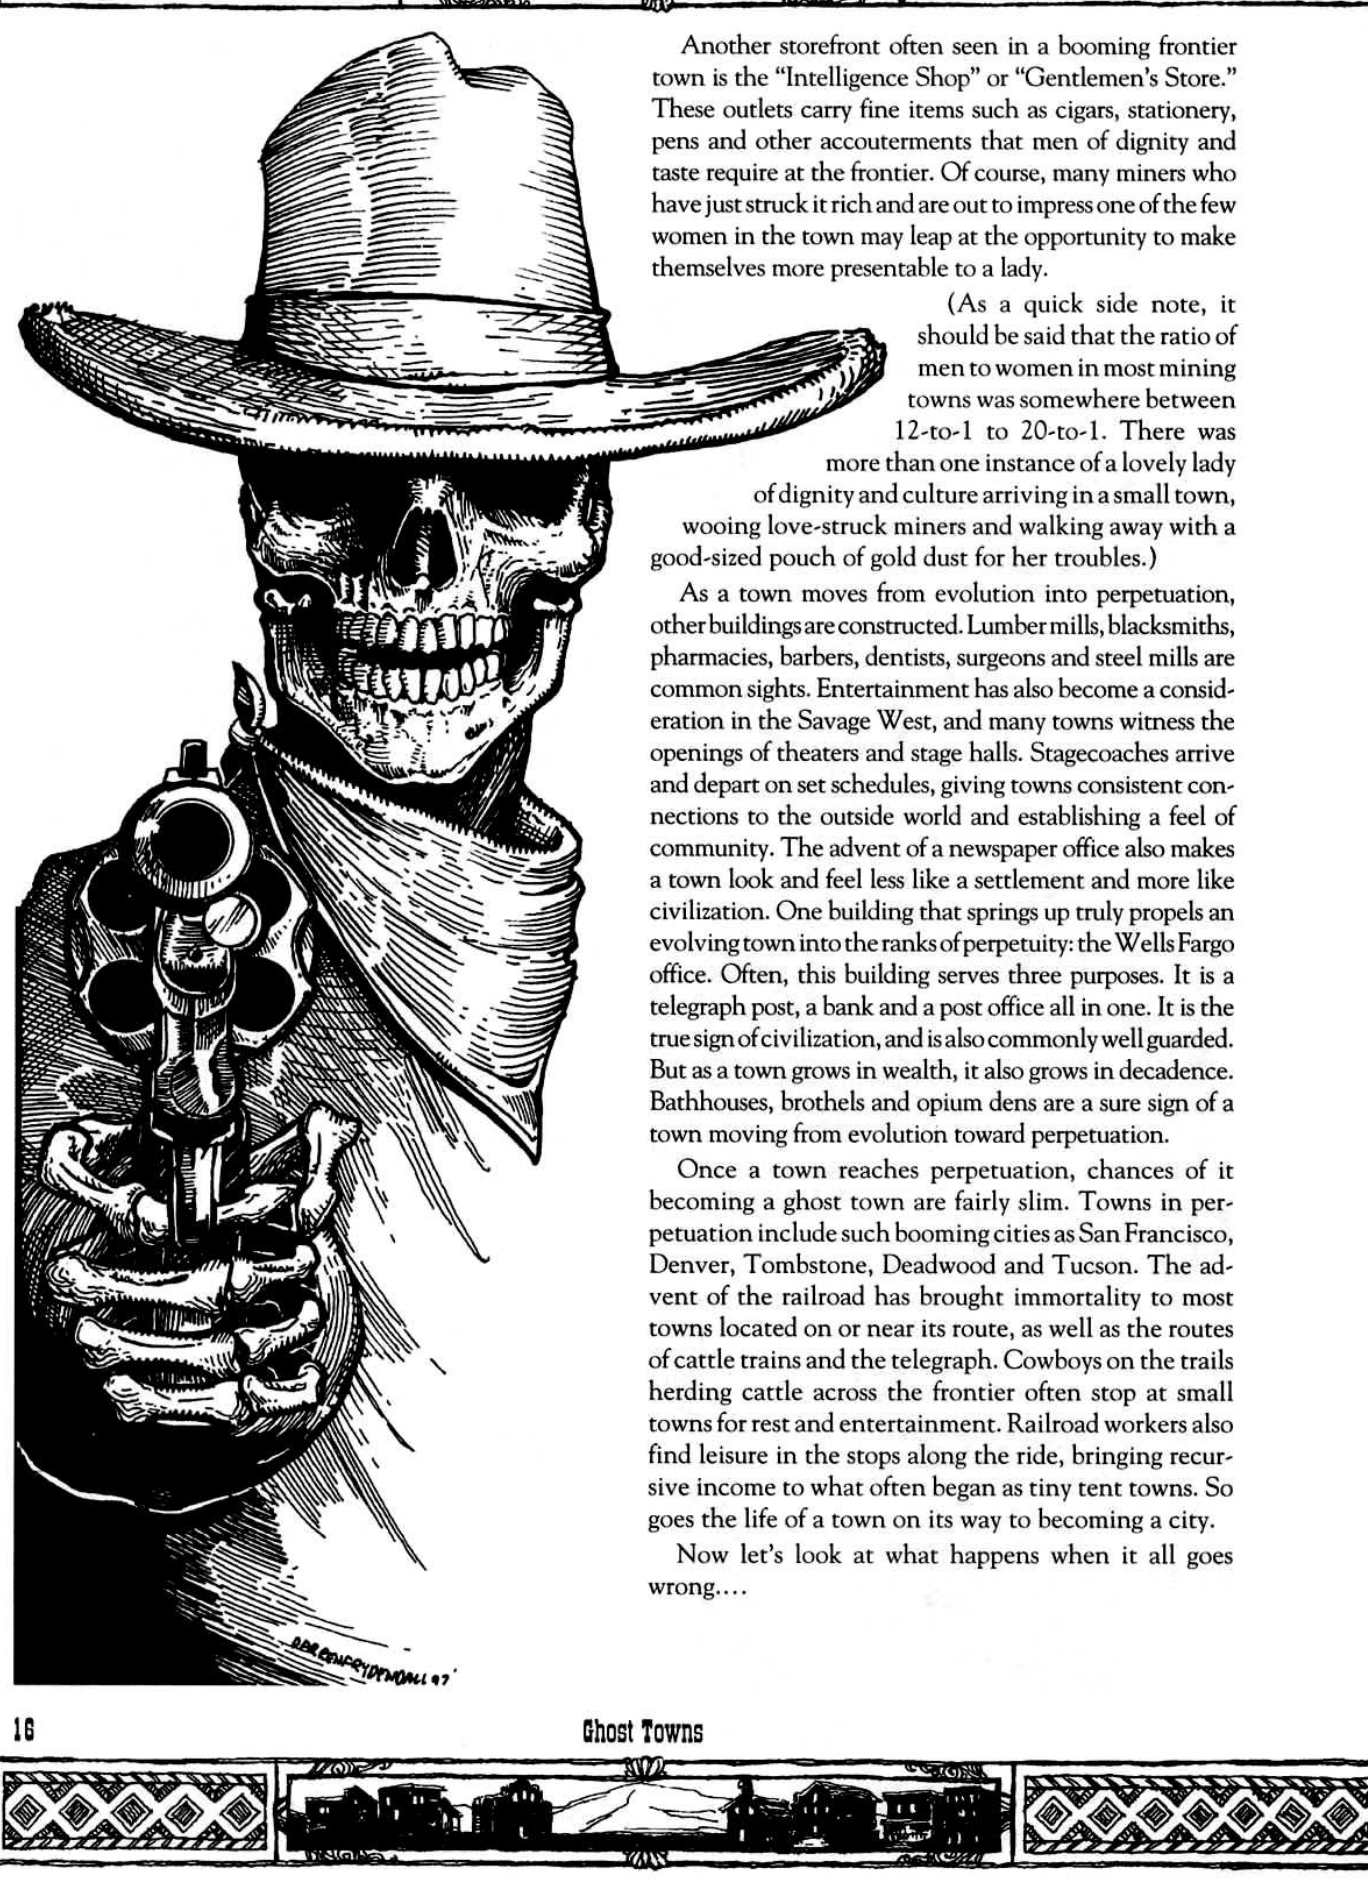 Another storefront often seen in a booming frontier
town is the “Intelligence Shop” or “Gentlemen's Store.”
These outlets carry fine items such as cigars, stationery,
pens and other accouterments that men of dignity and
taste require at the frontier. Of course, many miners who
have just struck it rich and are out to impress one of the few
women in the town may leap at the opportunity to make
themselves more presentable to a lady.
(As a quick side note, it
should be said that the ratio of
men to women in most mining
towns was somewhere between
12-to-1 to 20-to-1. There was
more than one instance of a lovely lady
of dignity and culture arriving in a small town,
wooing love-struck miners and walking away with a
good-sized pouch of gold dust for her troubles.)
As a town moves from evolution into perpetuation,
other buildings are constructed. Lumber mills, blacksmiths,
pharmacies, barbers, dentists, surgeons and steel mills are
common sights. Entertainment has also become a consid-
eration in the Savage West, and many towns witness the
openings of theaters and stage halls. Stagecoaches arrive
and depart on set schedules, giving towns consistent con-
nections to the outside world and establishing a feel of
community. The advent of a newspaper office also makes
a town look and feel less like a settlement and more like
civilization. One building that springs up truly propels an
evolving town into the ranks of perpetuity: the Wells Fargo
office. Often, this building serves three purposes. It is a
telegraph post, a bank and a post office all in one. It is the
true sign of civilization, and is also commonly well guarded.
But as a town grows in wealth, it also grows in decadence.
Bathhouses, brothels and opium dens are a sure sign of a
town moving from evolution toward perpetuation.
Once a town reaches perpetuation, chances of it
becoming a ghost town are fairly slim. Towns in per-
petuation include such booming cities as San Francisco,
Denver, Tombstone, Deadwood and Tucson. The ad-
vent of the railroad has brought immortality to most
towns located on or near its route, as well as the routes
of cattle trains and the telegraph. Cowboys on the trails
herding cattle across the frontier often stop at small
towns for rest and entertainment. Railroad workers also
find leisure in the stops along the ride, bringing recur-
sive income to what often began as tiny tent towns. So
goes the life of a town on its way to becoming a city.
Now let's look at what happens when it all goes
wrong....
DARRENFRYDENDALL 97'
16
Ghost Towns